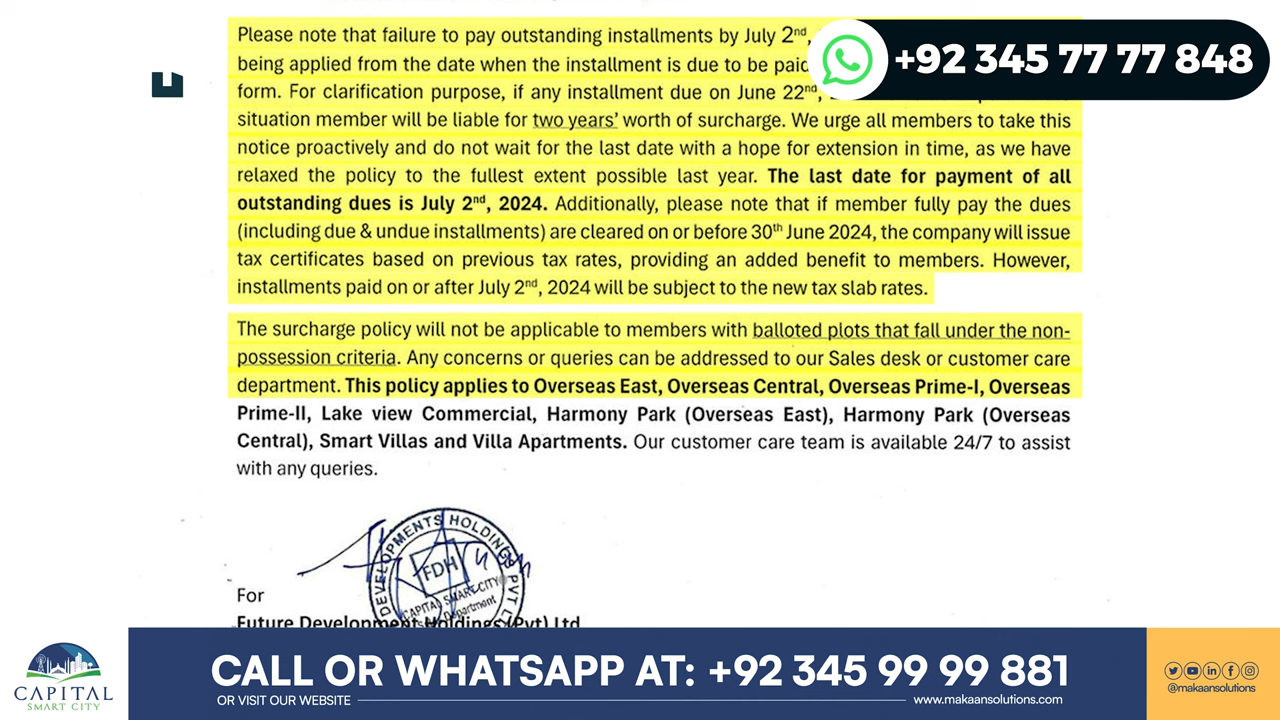 Please note that failure to pay outstanding installments by July 2nd,
+92 345 77 77 848
being applied from the date when the installment is due to be paid
form. For clarification purpose, if any installment due on June 22nd,
situation member will be liable for two years' worth of surcharge. We urge all members to take this
notice proactively and do not wait for the last date with a hope for extension in time, as we have
relaxed the policy to the fullest extent possible last year. The last date for payment of all
outstanding dues is July 2nd, 2024. Additionally, please note that if member fully pay the dues
(including due & undue installments) are cleared on or before 30th June 2024, the company will issue
tax certificates based on previous tax rates, providing an added benefit to members. However,
installments paid on or after July 2nd, 2024 will be subject to the new tax slab rates.
The surcharge policy will not be applicable to members with balloted plots that fall under the non-
possession criteria. Any concerns or queries can be addressed to our Sales desk or customer care
department. This policy applies to Overseas East, Overseas Central, Overseas Prime-I, Overseas
Prime-II, Lake view Commercial, Harmony Park (Overseas East), Harmony Park (Overseas
Central), Smart Villas and Villa Apartments. Our customer care team is available 24/7 to assist
with any queries.
DEVELOPMENTS HOLDINGS PVT
FDH
CAPITAL SMART CITY
Department
For
Future Development Holdings (Pvt) Ltd
CAPITAL
SMART CITY
CALL OR WHATSAPP AT: +92 345 99 99 881
OR VISIT OUR WEBSITE
www.makaansolutions.com
@makaansolutions